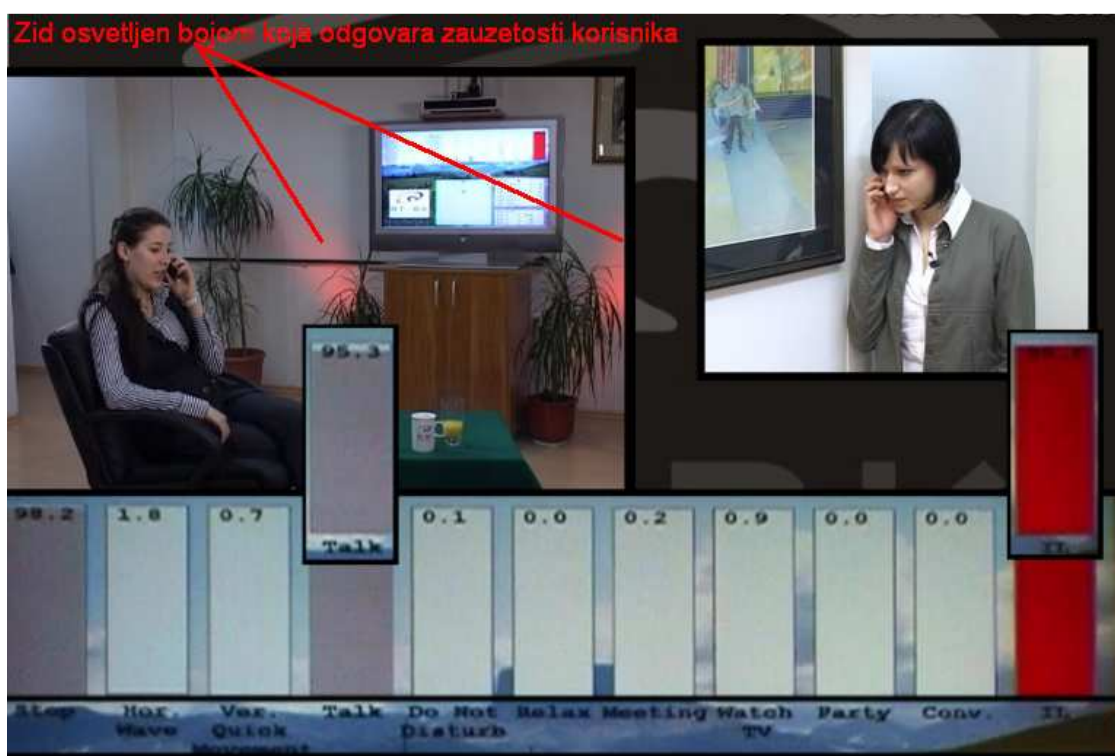 Zid osvetljen bojom koja odgovara zauzetosti korisnika
95.3
Talk
IL
98.2 1.8 0.7 0.1 0.0 0.2 0.9 0.0 0.0
Stop Hor. Ver. Talk Do Not Relax Meeting Watch Party Conv. IL
Wave Quick Disturb TV
Movement